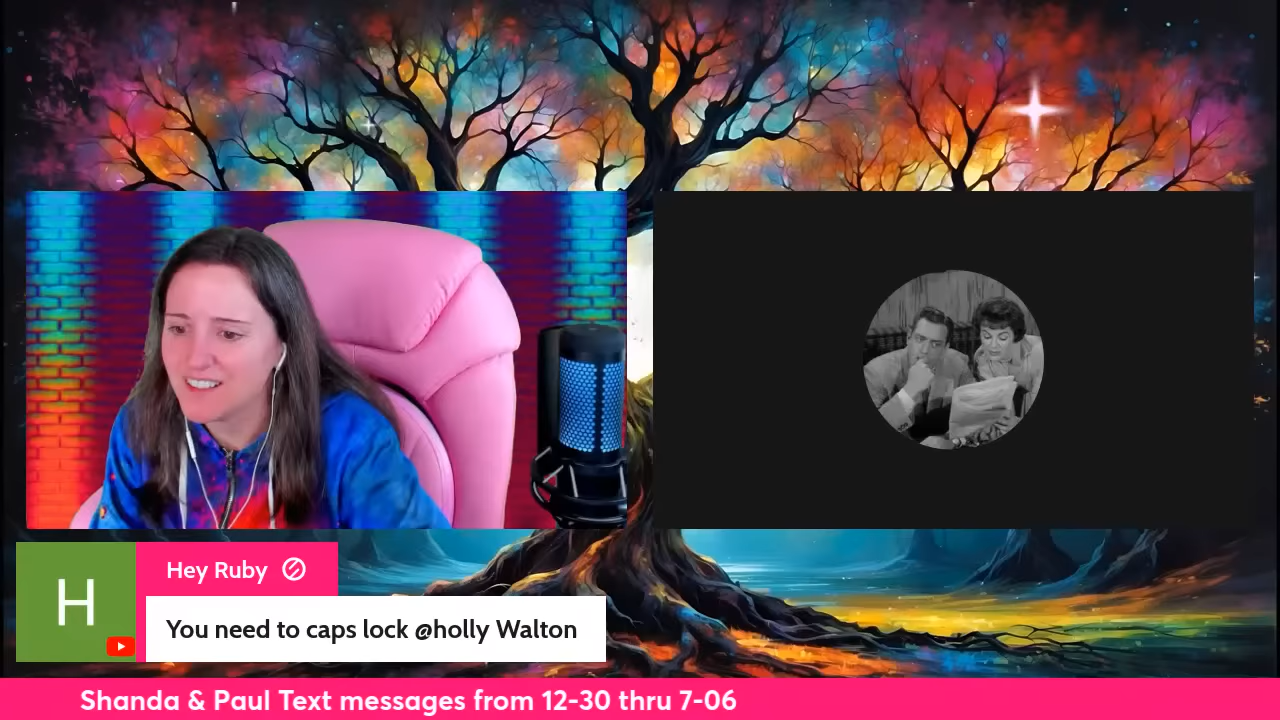 H
Hey Ruby
You need to caps lock @holly Walton
Shanda & Paul Text messages from 12-30 thru 7-06